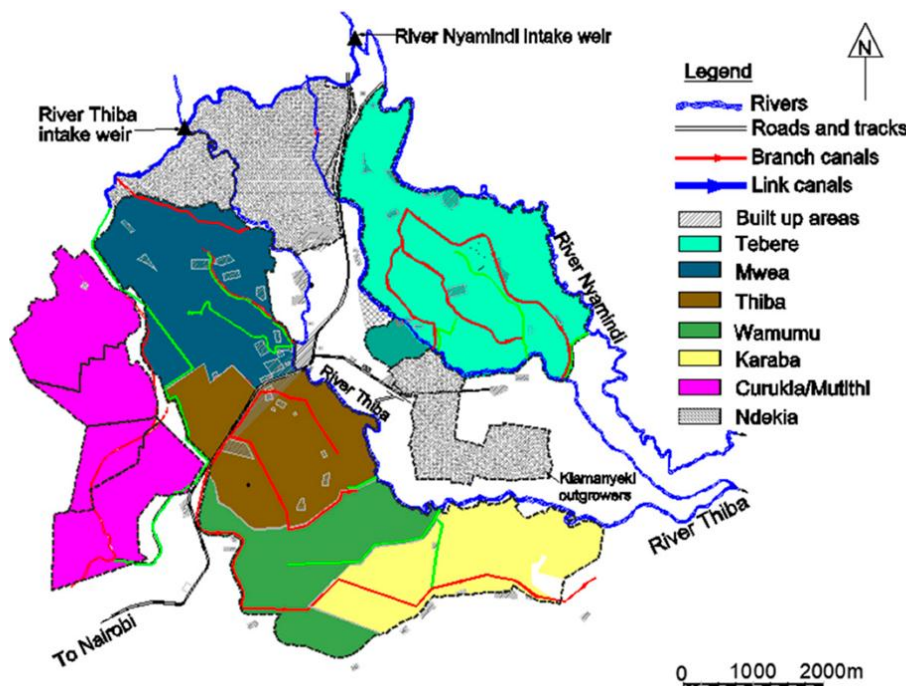 River Nyamindi intake weir
N
River Thiba
intake weir
Legend
Rivers
Roads and tracks
Branch canals
Link canals
Built up areas
Tebere
Mwea
Thiba
Wamumu
Karaba
Curukia/Mutithi
Ndekia
River Nyamindi
River Thiba
Kiamanyeki
outgrowers
River Thiba
To Nairobi
0 1000 2000m